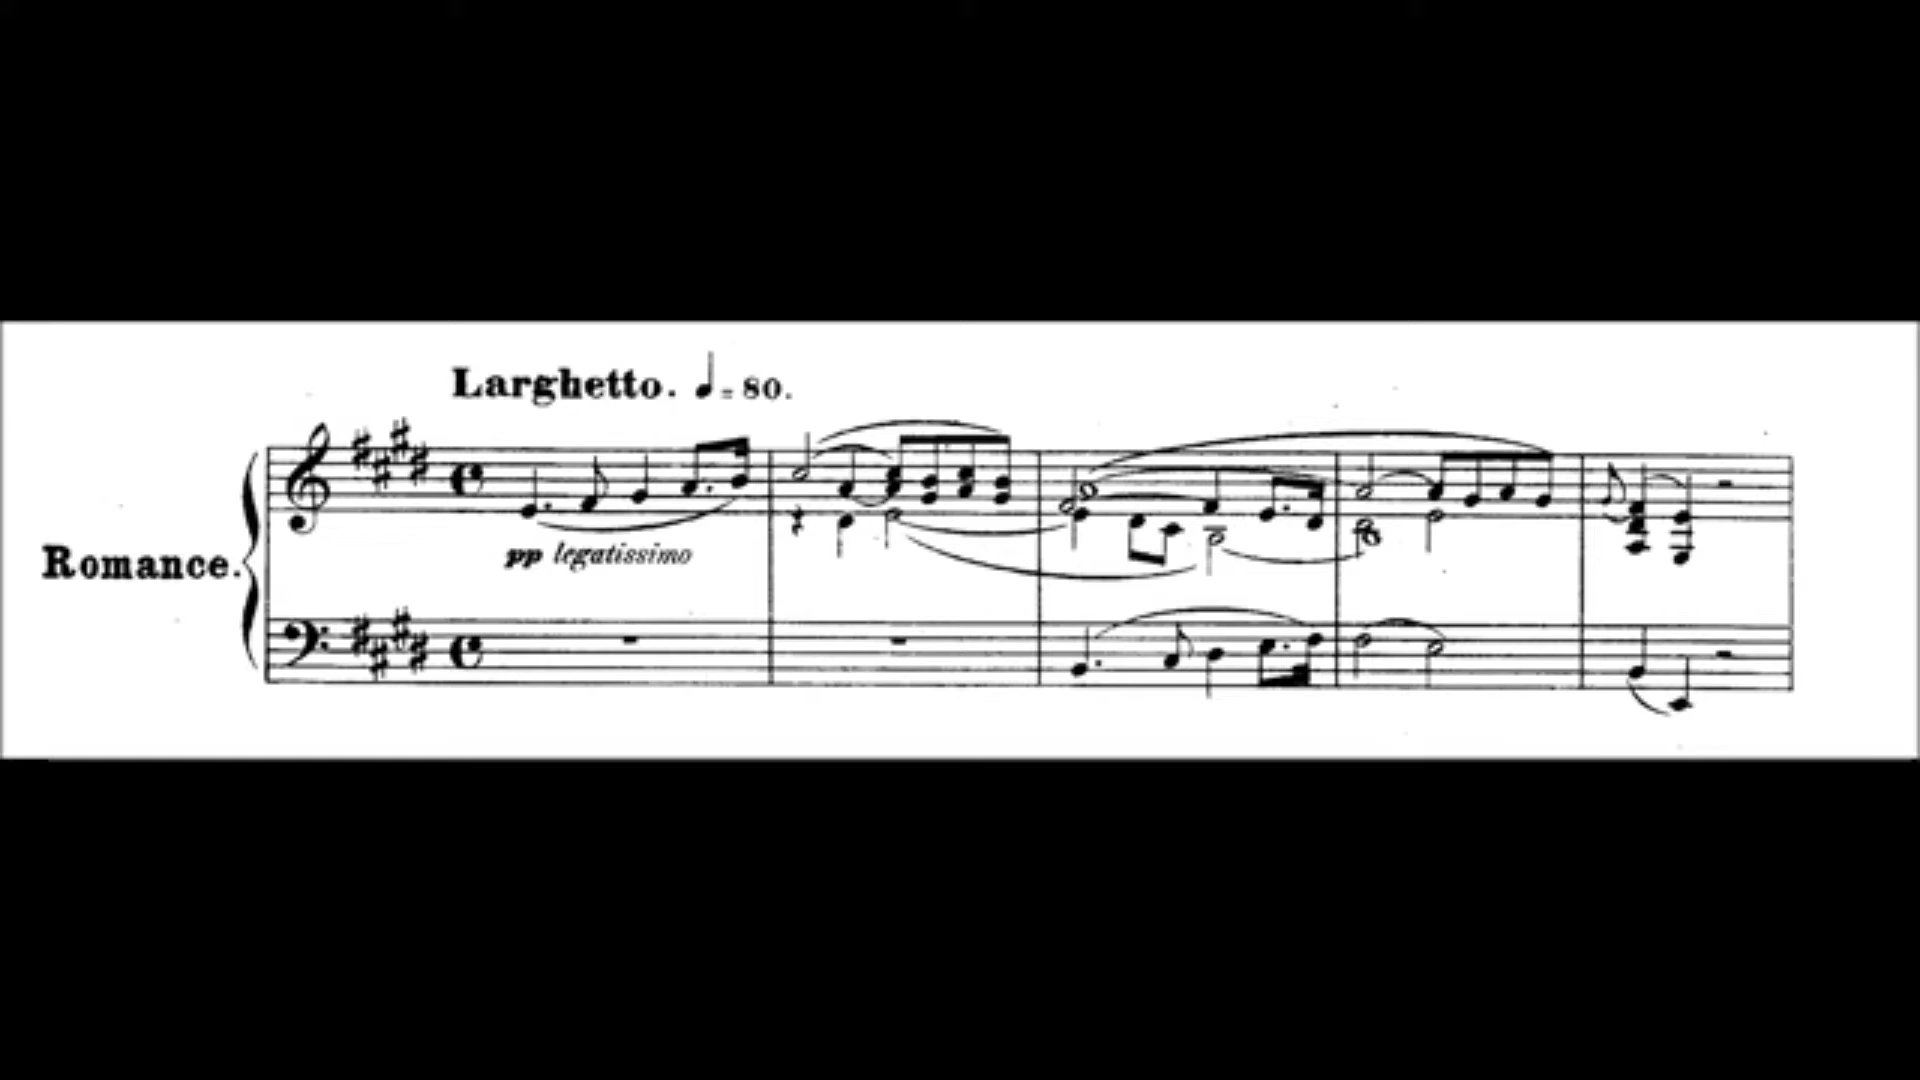 Larghetto. ♩=80.
pp legatissimo
Romance.